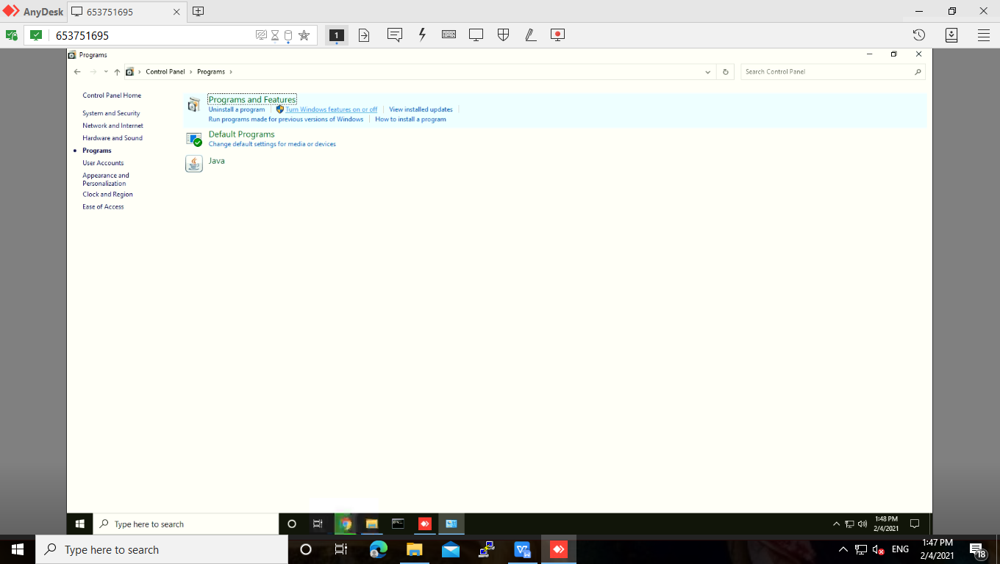 AnyDesk
653751695
653751695
1
Programs
Control Panel
Programs
Search Control Panel
Control Panel Home
System and Security
Network and Internet
Hardware and Sound
Programs
User Accounts
Appearance and
Personalization
Clock and Region
Ease of Access
Programs and Features
Uninstall a program
Turn Windows features on or off
View installed updates
Run programs made for previous versions of Windows
How to install a program
Default Programs
Change default settings for media or devices
Java
Type here to search
1:48 PM
2/4/2021
Type here to search
ENG
1:47 PM
2/4/2021
18